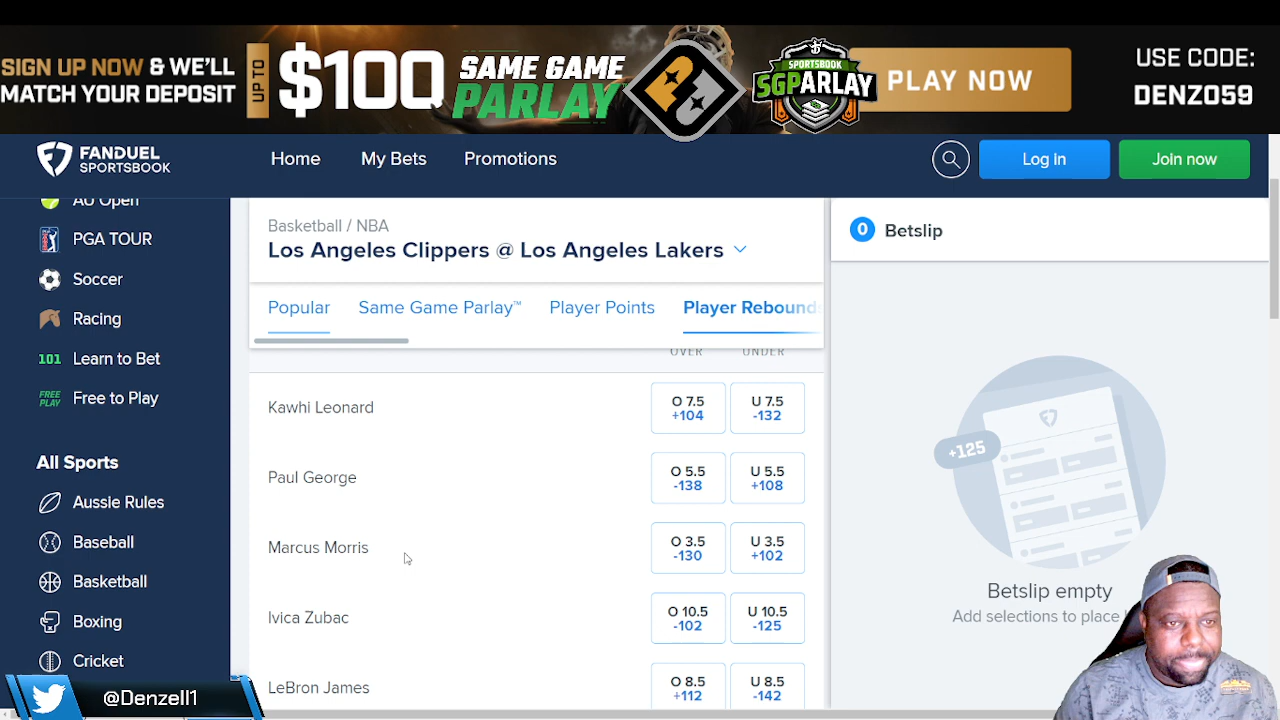 SIGN UP NOW & WE'LL
MATCH YOUR DEPOSIT
UP TO
$100
SAME GAME
PARLAY
SPORTSBOOK
SGPARLAY
PLAY NOW
USE CODE:
DENZO59
FANDUEL
SPORTSBOOK
Home
My Bets
Promotions
Log In
Join now
AU Open
PGA TOUR
Soccer
Racing
101
Learn to Bet
FREE
PLAY
Free to Play
All Sports
Aussie Rules
Baseball
Basketball
Boxing
Cricket
@Denzell1
Basketball / NBA
Los Angeles Clippers @ Los Angeles Lakers
Popular
Same Game Parlay™
Player Points
Player Rebounds
OVER
UNDER
Kawhi Leonard
O 7.5
+104
U 7.5
-132
Paul George
O 5.5
-138
U 5.5
+108
Marcus Morris
O 3.5
-130
U 3.5
+102
Ivica Zubac
O 10.5
-102
U 10.5
-125
LeBron James
O 8.5
+112
U 8.5
-142
0
Betslip
+125
Betslip empty
Add selections to place